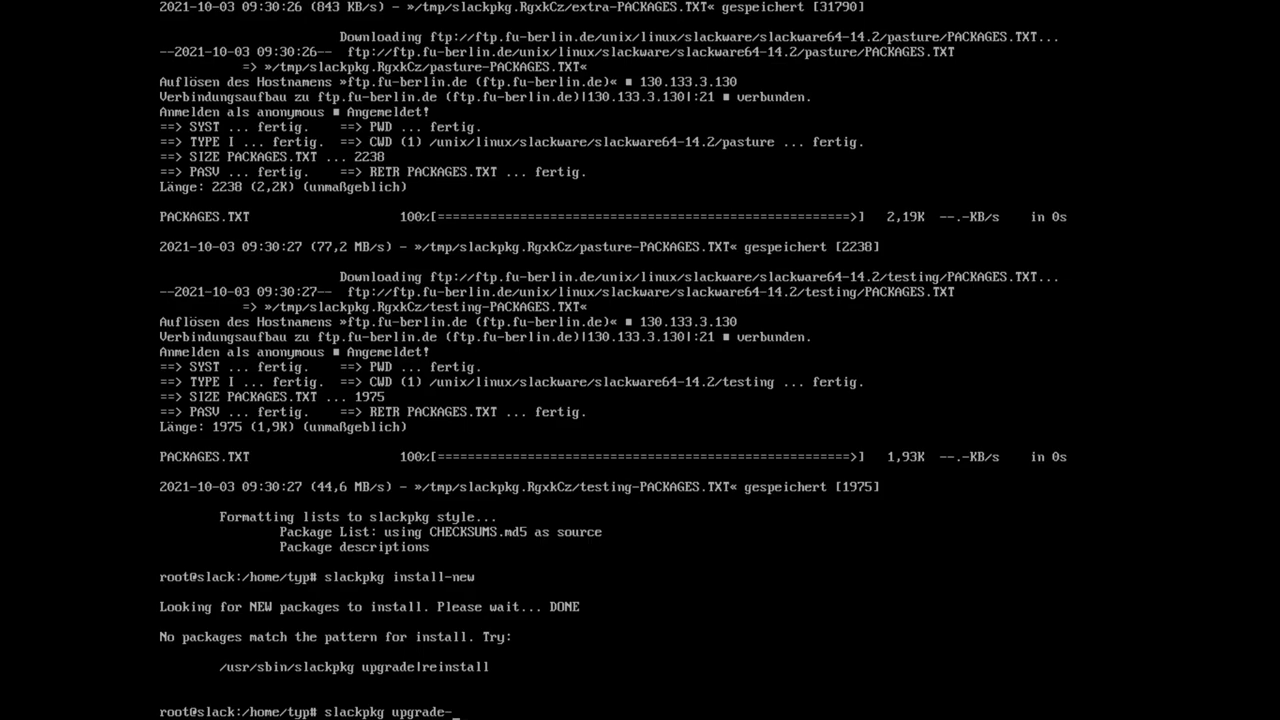 2021-10-03 09:30:26 (843 KB/s) - »/tmp/slackpkg.RgxkCz/extra-PACKAGES.TXT« gespeichert [31790]
Downloading ftp://ftp.fu-berlin.de/unix/linux/slackware/slackware64-14.2/pasture/PACKAGES.TXT...
--2021-10-03 09:30:26--  ftp://ftp.fu-berlin.de/unix/linux/slackware/slackware64-14.2/pasture/PACKAGES.TXT
=> »/tmp/slackpkg.RgxkCz/pasture-PACKAGES.TXT«
Auflösen des Hostnamens »ftp.fu-berlin.de (ftp.fu-berlin.de)« ■ 130.133.3.130
Verbindungsaufbau zu ftp.fu-berlin.de (ftp.fu-berlin.de)|130.133.3.130|:21 ■ verbunden.
Anmelden als anonymous ■ Angemeldet!
==> SYST ... fertig.    ==> PWD ... fertig.
==> TYPE I ... fertig.  ==> CWD (1) /unix/linux/slackware/slackware64-14.2/pasture ... fertig.
==> SIZE PACKAGES.TXT ... 2238
==> PASV ... fertig.    ==> RETR PACKAGES.TXT ... fertig.
Länge: 2238 (2,2K) (unmaßgeblich)
PACKAGES.TXT                    100%[=======================================================>]   2,19K  --.-KB/s    in 0s
2021-10-03 09:30:27 (77,2 MB/s) - »/tmp/slackpkg.RgxkCz/pasture-PACKAGES.TXT« gespeichert [2238]
Downloading ftp://ftp.fu-berlin.de/unix/linux/slackware/slackware64-14.2/testing/PACKAGES.TXT...
--2021-10-03 09:30:27--  ftp://ftp.fu-berlin.de/unix/linux/slackware/slackware64-14.2/testing/PACKAGES.TXT
=> »/tmp/slackpkg.RgxkCz/testing-PACKAGES.TXT«
Auflösen des Hostnamens »ftp.fu-berlin.de (ftp.fu-berlin.de)« ■ 130.133.3.130
Verbindungsaufbau zu ftp.fu-berlin.de (ftp.fu-berlin.de)|130.133.3.130|:21 ■ verbunden.
Anmelden als anonymous ■ Angemeldet!
==> SYST ... fertig.    ==> PWD ... fertig.
==> TYPE I ... fertig.  ==> CWD (1) /unix/linux/slackware/slackware64-14.2/testing ... fertig.
==> SIZE PACKAGES.TXT ... 1975
==> PASV ... fertig.    ==> RETR PACKAGES.TXT ... fertig.
Länge: 1975 (1,9K) (unmaßgeblich)
PACKAGES.TXT                    100%[=======================================================>]   1,93K  --.-KB/s    in 0s
2021-10-03 09:30:27 (44,6 MB/s) - »/tmp/slackpkg.RgxkCz/testing-PACKAGES.TXT« gespeichert [1975]
Formatting lists to slackpkg style...
Package List: using CHECKSUMS.md5 as source
Package descriptions
root@slack:/home/typ# slackpkg install-new
Looking for NEW packages to install. Please wait... DONE
No packages match the pattern for install. Try:
/usr/sbin/slackpkg upgrade|reinstall
root@slack:/home/typ# slackpkg upgrade-_